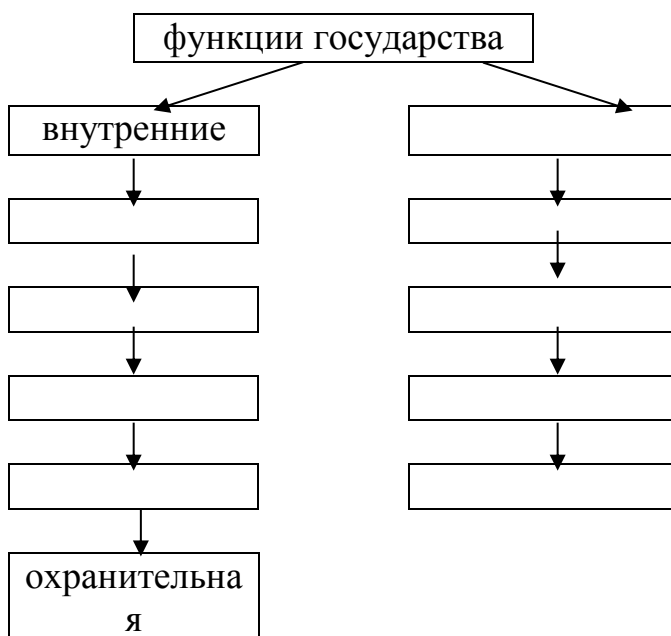 функции государства
внутренние
охранительна
я